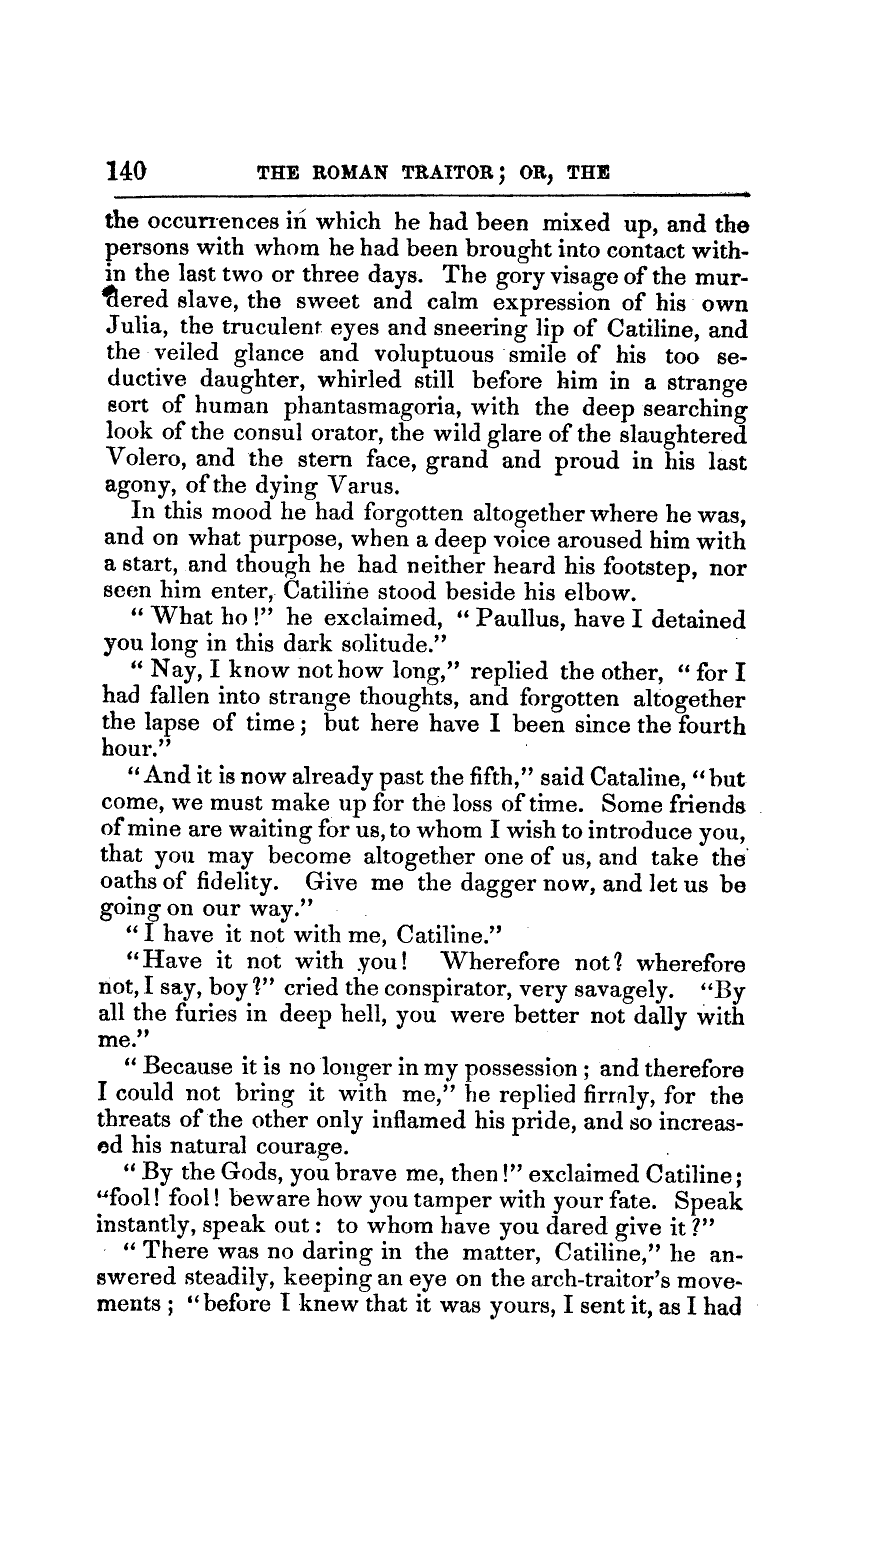 140 THE ROMAN TRAITOR; OR, THE
the occurrences in which he had been mixed up, and the
persons with whom he had been brought into contact with-
in the last two or three days. The gory visage of the mur-
dered slave, the sweet and calm expression of his own
Julia, the truculent eyes and sneering lip of Catiline, and
the veiled glance and voluptuous smile of his too se-
ductive daughter, whirled still before him in a strange
sort of human phantasmagoria, with the deep searching
look of the consul orator, the wild glare of the slaughtered
Volero, and the stern face, grand and proud in his last
agony, of the dying Varus.
In this mood he had forgotten altogether where he was,
and on what purpose, when a deep voice aroused him with
a start, and though he had neither heard his footstep, nor
seen him enter, Catiline stood beside his elbow.
“What ho!” he exclaimed, “Paullus, have I detained
you long in this dark solitude.”
“Nay, I know not how long,” replied the other, “for I
had fallen into strange thoughts, and forgotten altogether
the lapse of time; but here have I been since the fourth
hour.”
“And it is now already past the fifth,” said Cataline, “but
come, we must make up for the loss of time. Some friends
of mine are waiting for us, to whom I wish to introduce you,
that you may become altogether one of us, and take the
oaths of fidelity. Give me the dagger now, and let us be
going on our way.”
“I have it not with me, Catiline.”
“Have it not with you! Wherefore not? wherefore
not, I say, boy?” cried the conspirator, very savagely. “By
all the furies in deep hell, you were better not dally with
me.”
“Because it is no longer in my possession; and therefore
I could not bring it with me,” he replied firmly, for the
threats of the other only inflamed his pride, and so increas-
ed his natural courage.
“By the Gods, you brave me, then!” exclaimed Catiline;
“fool! fool! beware how you tamper with your fate. Speak
instantly, speak out: to whom have you dared give it?”
“There was no daring in the matter, Catiline,” he an-
swered steadily, keeping an eye on the arch-traitor’s move-
ments; “before I knew that it was yours, I sent it, as I had